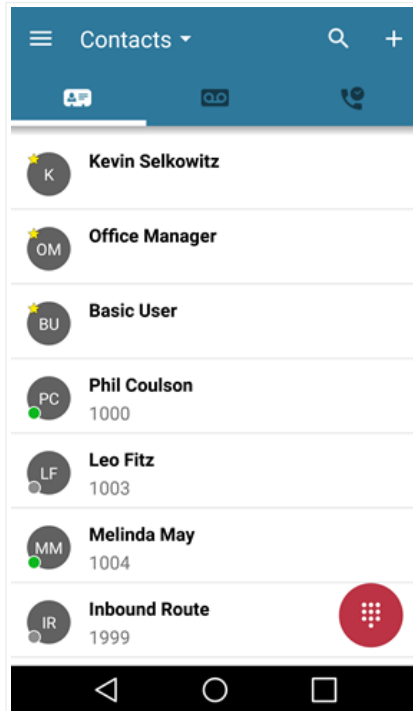 Contacts
K
Kevin Selkowitz
OM
Office Manager
BU
Basic User
PC
Phil Coulson
1000
LF
Leo Fitz
1003
MM
Melinda May
1004
IR
Inbound Route
1999